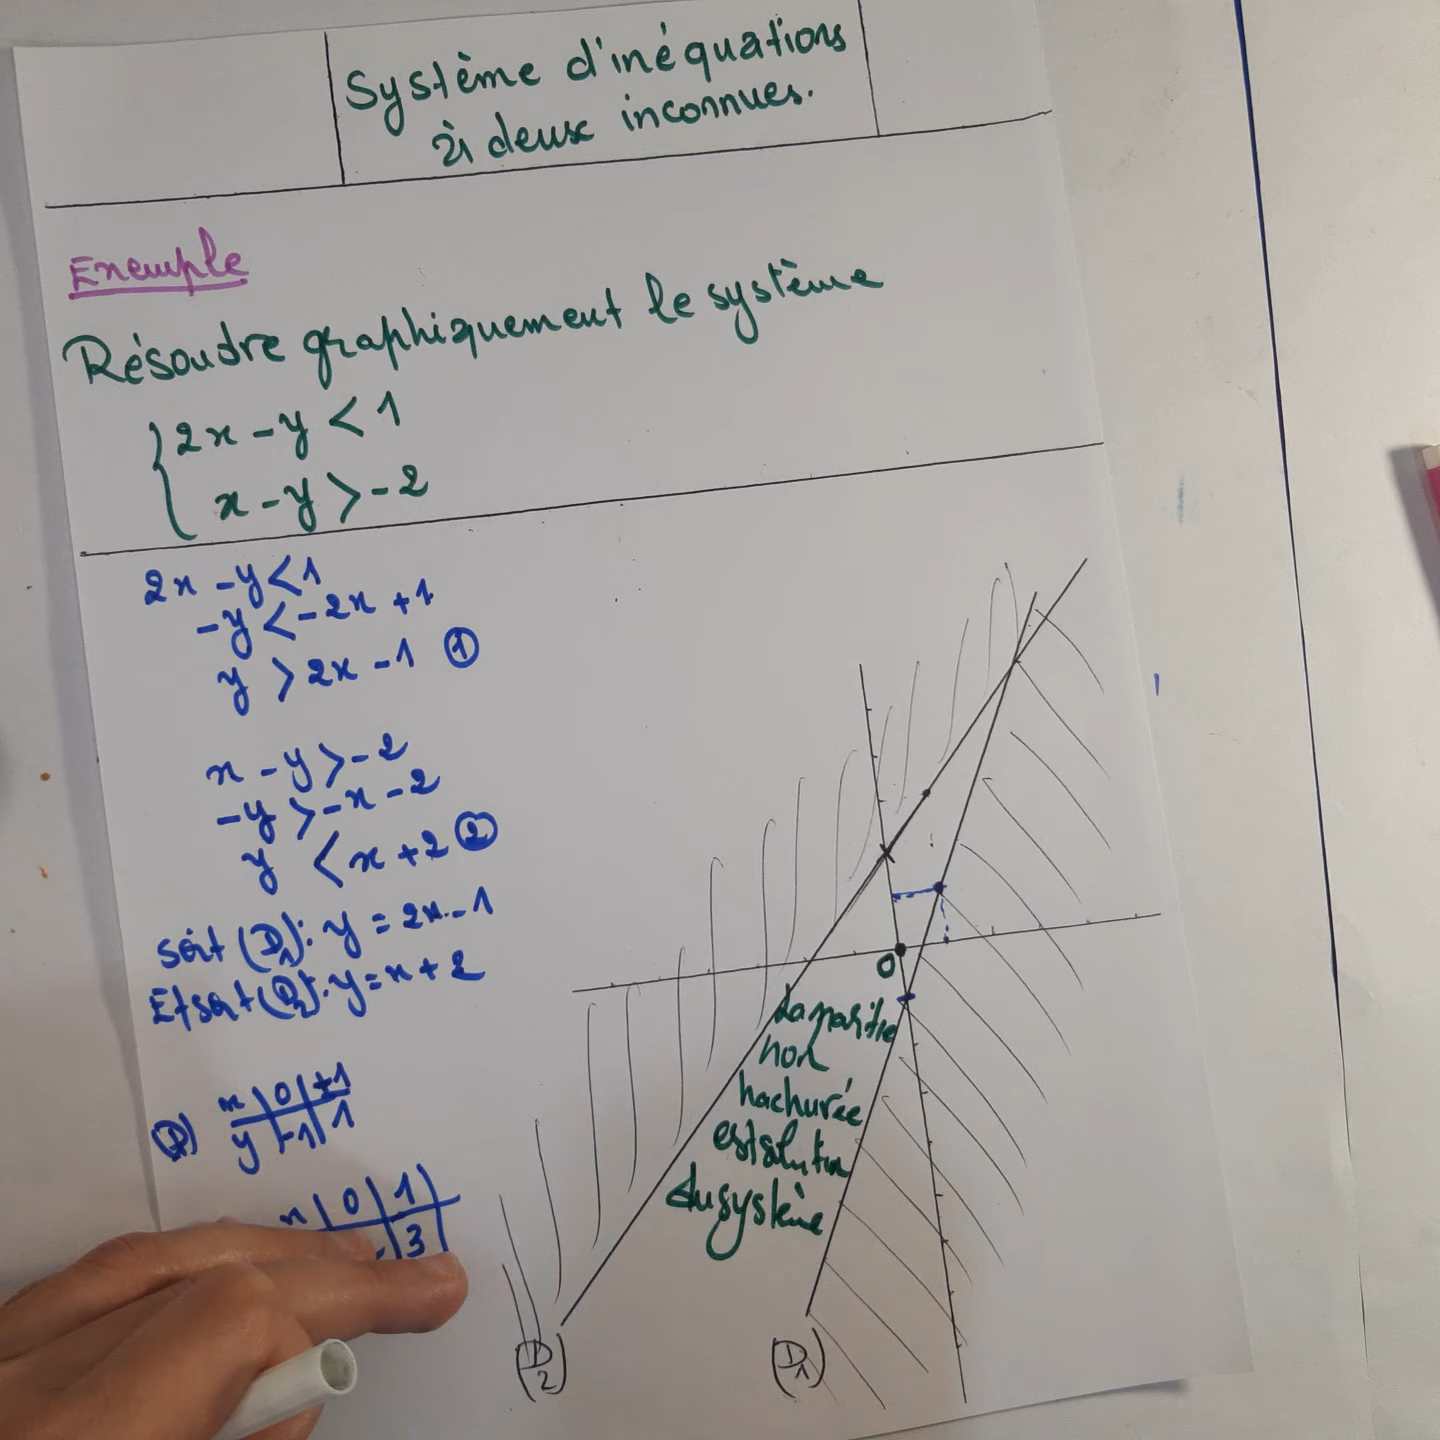 Système d'inéquations
à deux inconnues.
Exemple
Résoudre graphiquement le système
2x - y < 1
x - y > -2
2x - y < 1
-y < -2x + 1
y > 2x - 1 ①
x - y > -2
-y > -x - 2
y < x + 2 ②
soit (D1): y = 2x - 1
Et soit (D2): y = x + 2
x | 0 | +1
y | -1 | 1
x | 0 | 1
3
O
La partie
non
hachurée
est solution
du système
(D2)
(D1)